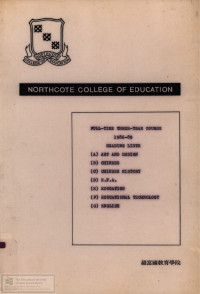 NORTHCOTE COLLEGE OF EDUCATION
FULL-TIME THREE-YEAR COURSE
READING LISTS
(A) ART AND DESIGN
(B) CHINESE
(C) CHINESE HISTORY
(D) D.P.A.
(E) EDUCATION
(F) EDUCATIONAL TECHNOLOGY
(G) ENGLISH
羅富國教育學院